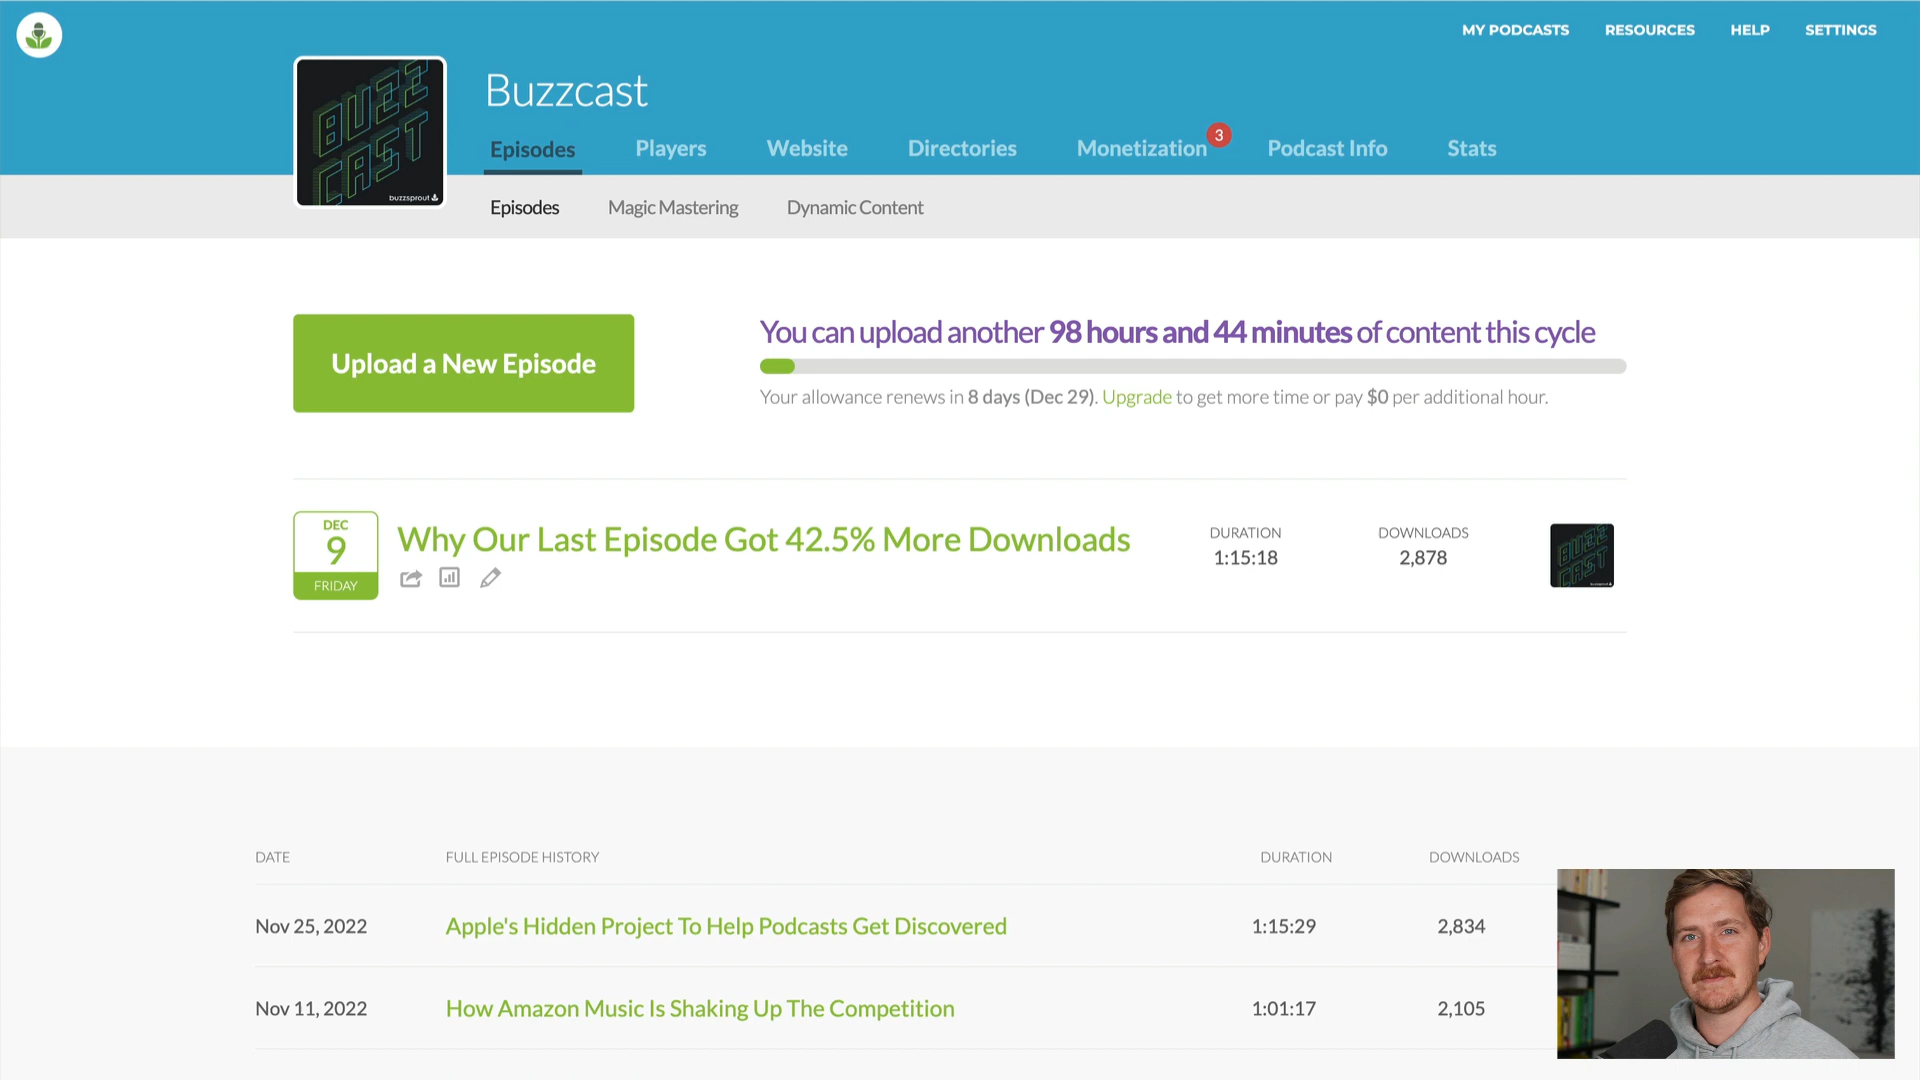 MY PODCASTS RESOURCES HELP SETTINGS
BUZZ
CAST
buzzsprout
Buzzcast
Episodes Players Website Directories Monetization 3 Podcast Info Stats
Episodes Magic Mastering Dynamic Content
Upload a New Episode
You can upload another 98 hours and 44 minutes of content this cycle
Your allowance renews in 8 days (Dec 29). Upgrade to get more time or pay $0 per additional hour.
DEC
9
FRIDAY
Why Our Last Episode Got 42.5% More Downloads
DURATION
1:15:18
DOWNLOADS
2,878
BUZZ
CAST
DATE FULL EPISODE HISTORY DURATION DOWNLOADS
Nov 25, 2022 Apple's Hidden Project To Help Podcasts Get Discovered 1:15:29 2,834
Nov 11, 2022 How Amazon Music Is Shaking Up The Competition 1:01:17 2,105